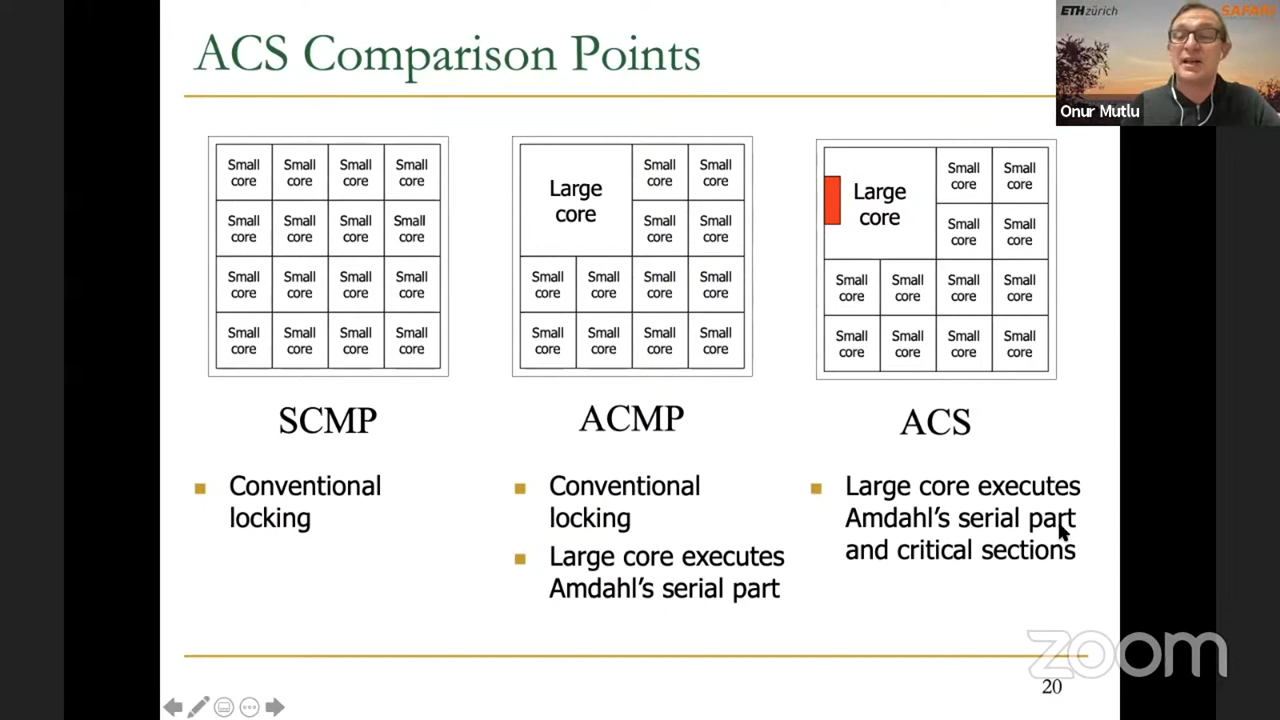 ACS Comparison Points
ETH zürich
SAFARI
Onur Mutlu
Small core Small core Small core Small core
Small core Small core Small core Small core
Small core Small core Small core Small core
Small core Small core Small core Small core
Large core
Small core Small core
Small core Small core
Small core Small core Small core Small core
Small core Small core Small core Small core
Large core
Small core Small core
Small core Small core
Small core Small core Small core Small core
Small core Small core Small core Small core
SCMP
ACMP
ACS
Conventional
locking
Conventional
locking
Large core executes
Amdahl’s serial part
Large core executes
Amdahl’s serial part
and critical sections
zoom
20